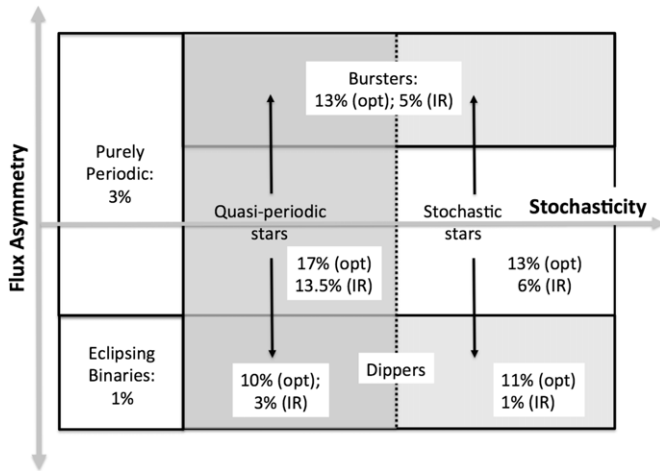 Bursters:
13% (opt); 5% (IR)
Purely
Periodic:
3%
Flux Asymmetry
Quasi-periodic
stars
Stochastic
stars
Stochasticity
17% (opt)
13.5% (IR)
13% (opt)
6% (IR)
Eclipsing
Binaries:
1%
10% (opt);
3% (IR)
Dippers
11% (opt)
1% (IR)